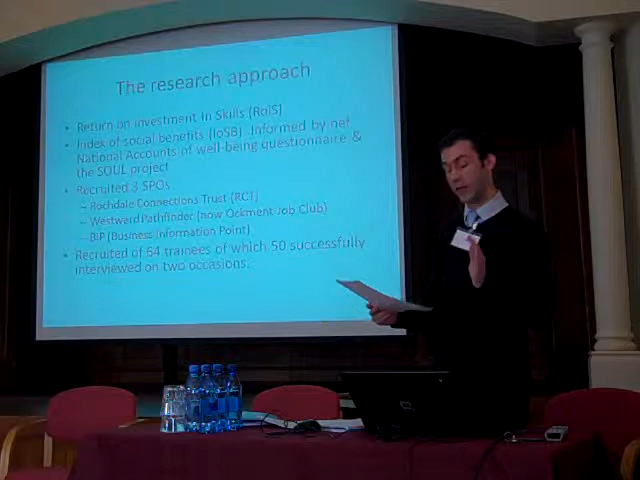 The research approach
• Return on investment In Skills (RoIS)
• Index of social benefits (IoSB). Informed by nef
National Accounts of well-being questionnaire &
the SOUL project
• Recruited 3 SPOs
– Rochdale Connections Trust (RCT)
– Westward Pathfinder (now Ockment Job Club)
– BIP (Business Information Point)
• Recruited of 64 trainees of which 50 successfully
interviewed on two occasions.